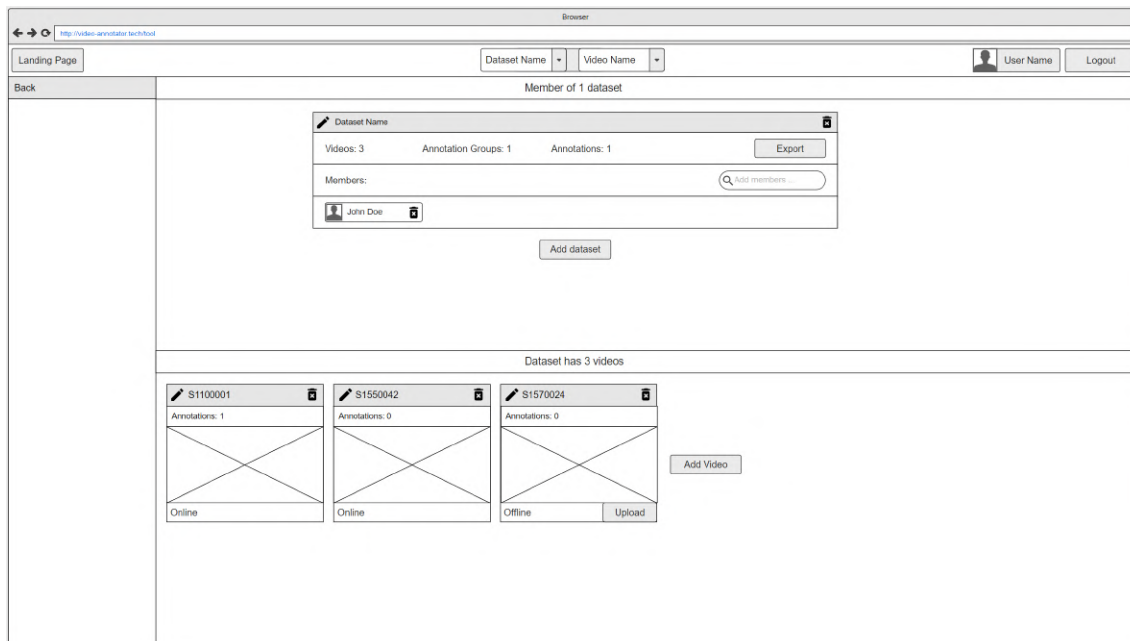 Browser
http://video-annotator.tech/tool
Landing Page Dataset Name Video Name User Name Logout
Back Member of 1 dataset
Dataset Name
Videos: 3 Annotation Groups: 1 Annotations: 1 Export
Members: Add members...
John Doe
Add dataset
Dataset has 3 videos
S1100001 S1550042 S1570024
Annotations: 1 Annotations: 0 Annotations: 0
Add Video
Online Online Offline Upload